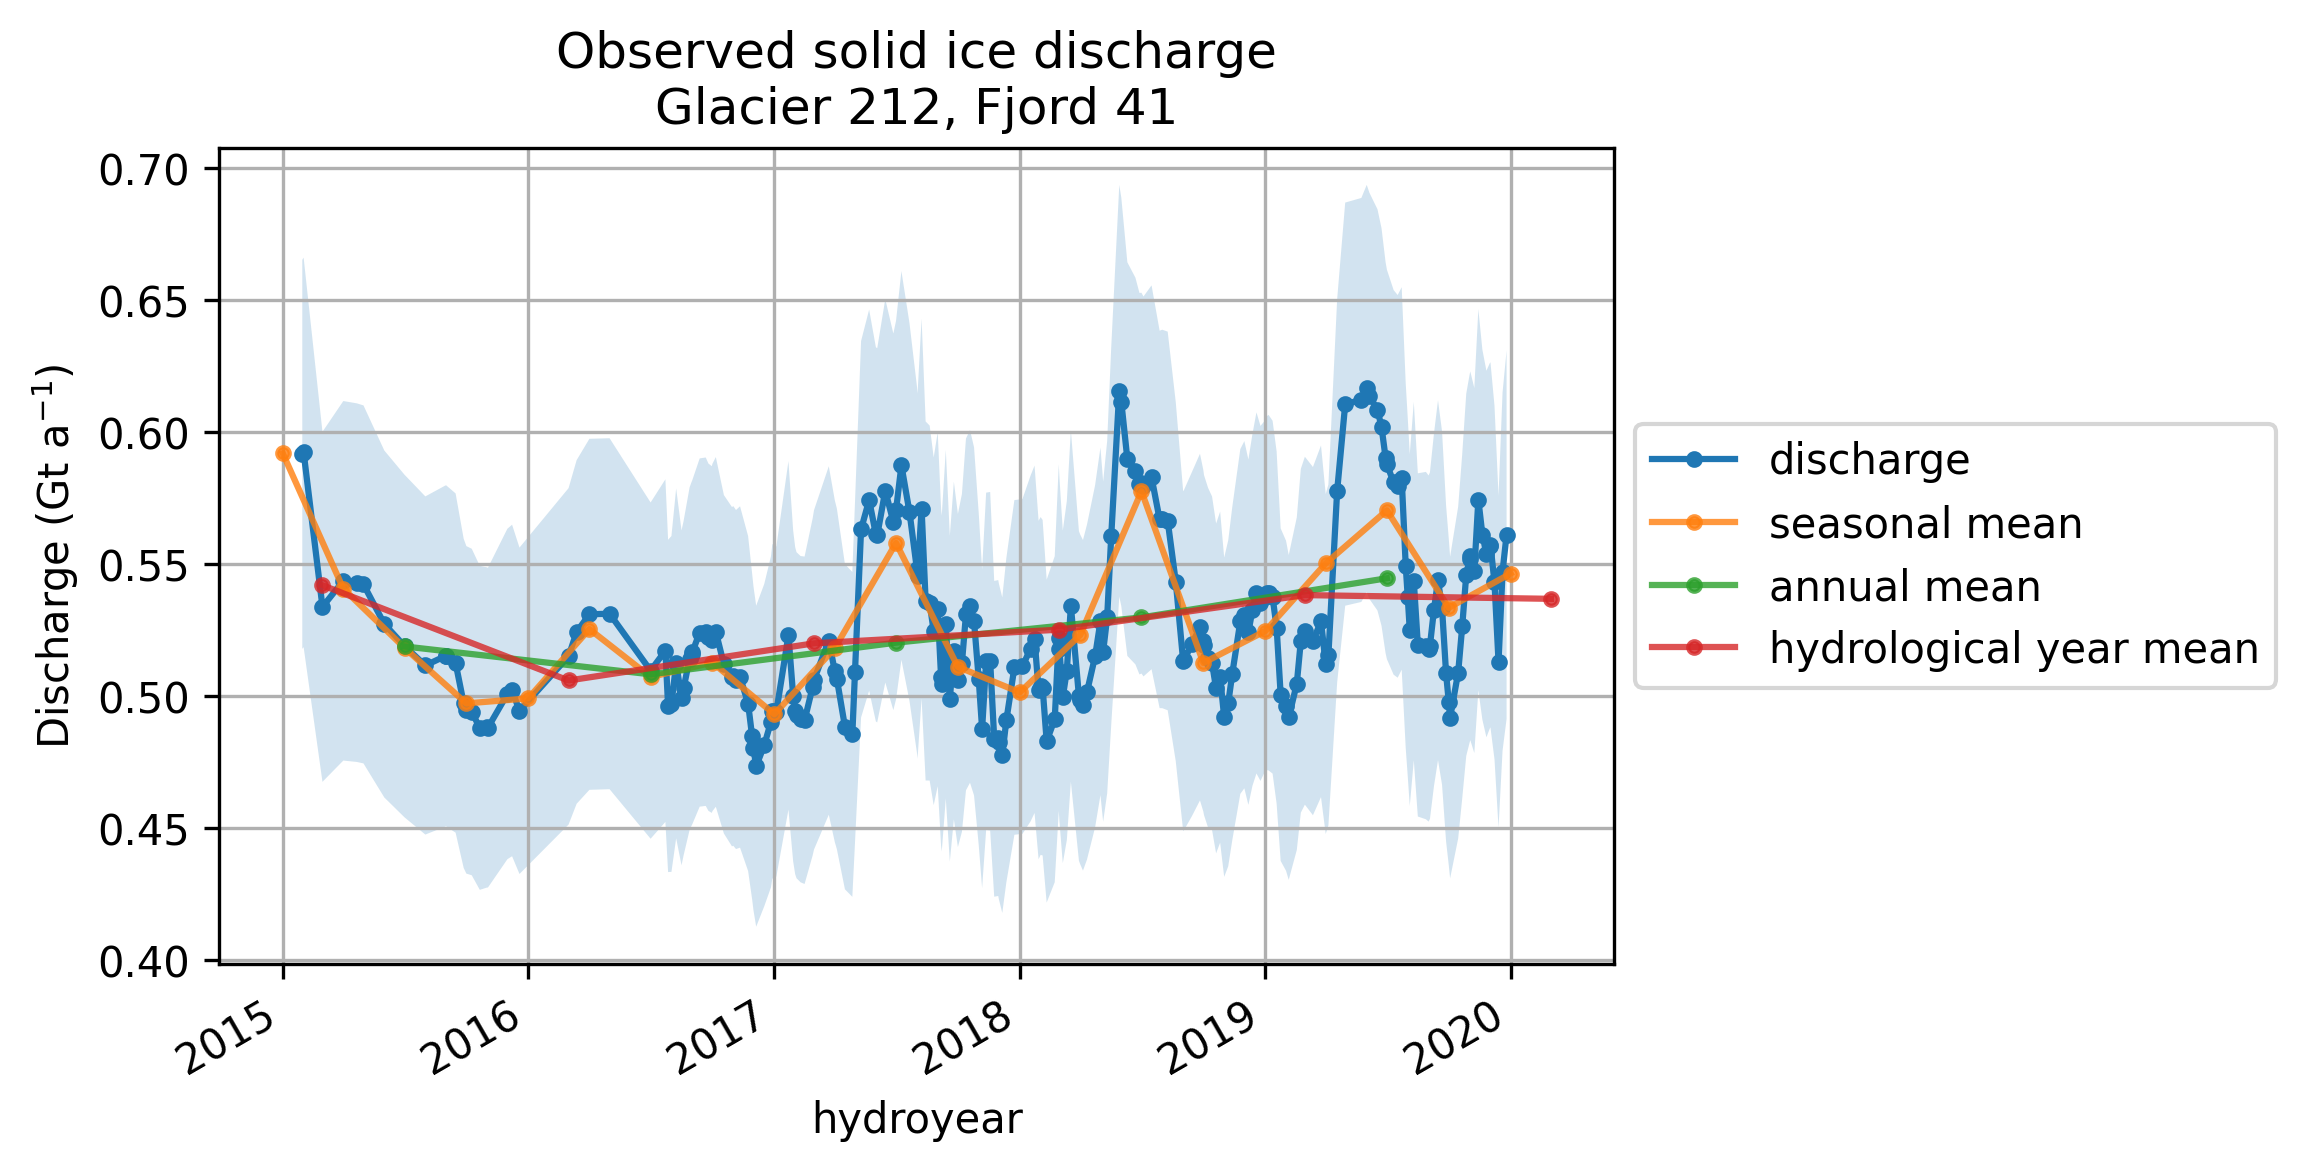 Observed solid ice discharge
Glacier 212, Fjord 41
Discharge (Gt a⁻¹)
0.70
0.65
0.60
0.55
0.50
0.45
0.40
2015
2016
2017
2018
2019
2020
hydroyear
discharge
seasonal mean
annual mean
hydrological year mean